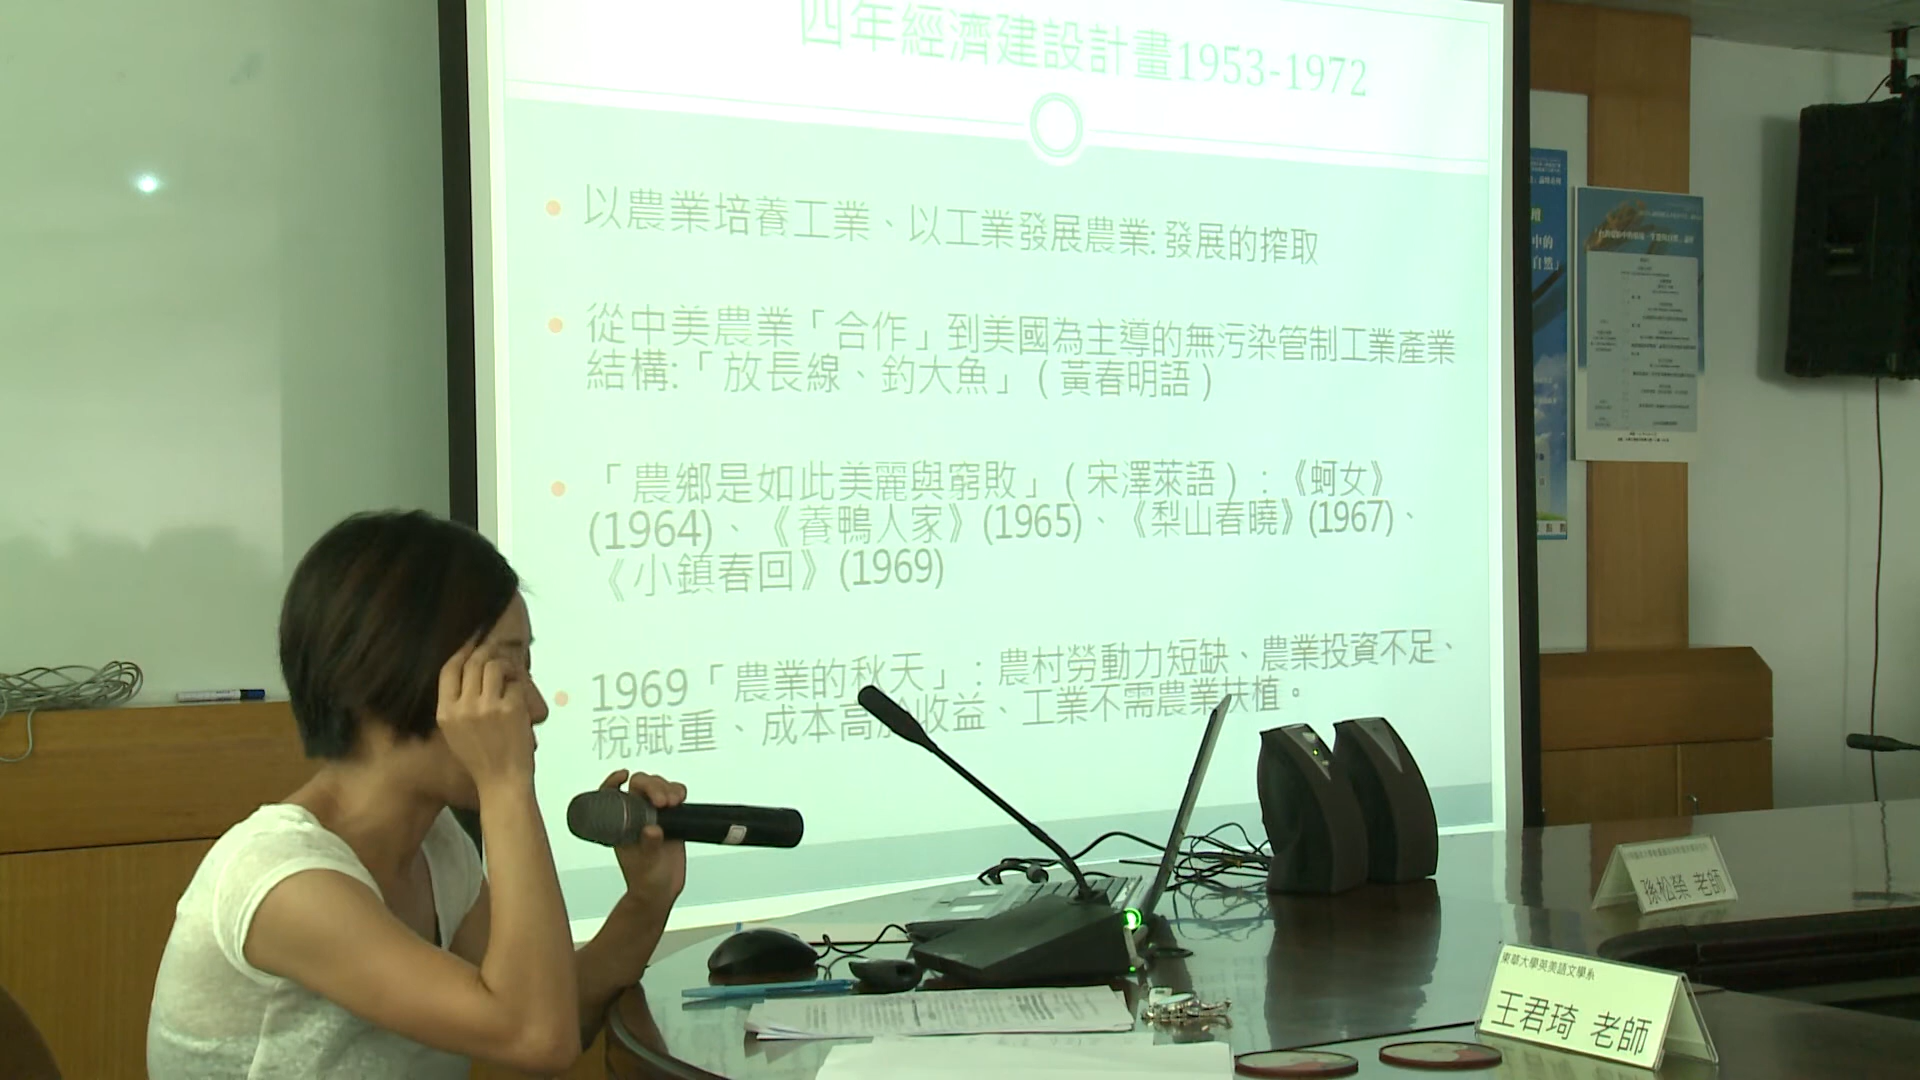 四年經濟建設計畫1953-1972
以農業培養工業、以工業發展農業:發展的搾取
從中美農業「合作」到美國為主導的無污染管制工業產業
結構:「放長線、釣大魚」(黃春明語)
「農鄉是如此美麗與窮敗」(宋澤萊語):《蚵女》
(1964)、《養鴨人家》(1965)、《梨山春曉》(1967)、
《小鎮春回》(1969)
1969「農業的秋天」:農村勞動力短缺、農業投資不足、
稅賦重、成本高於收益、工業不需農業扶植。
中的
自然」
孫松榮 老師
東華大學英美語文學系
王君琦 老師